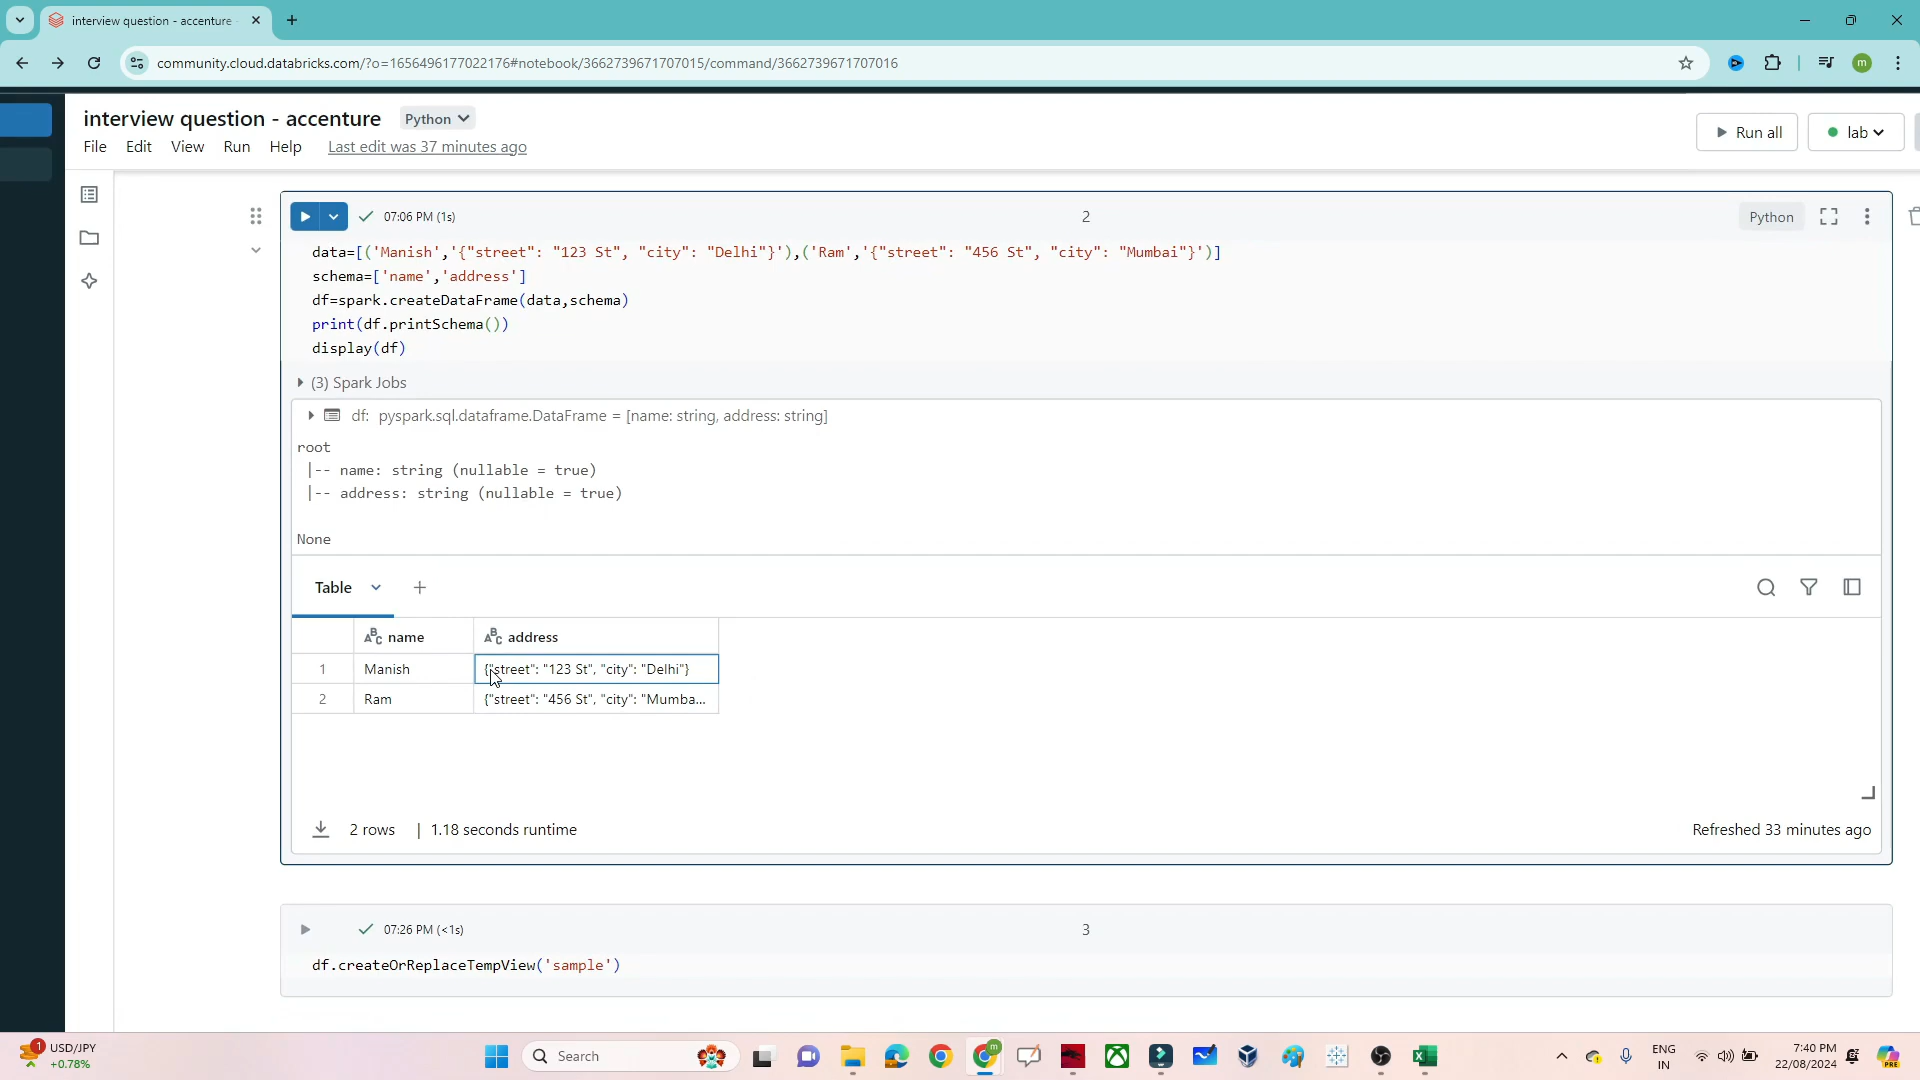 interview question - accenture
community.cloud.databricks.com/?o=1656496177022176#notebook/3662739671707015/command/3662739671707016
m
interview question - accenture
Python
Run all
lab
File Edit View Run Help Last edit was 37 minutes ago
07:06 PM (1s)
2
Python
data=[('Manish','{"street": "123 St", "city": "Delhi"}'),('Ram','{"street": "456 St", "city": "Mumbai"}')]
schema=['name','address']
df=spark.createDataFrame(data,schema)
print(df.printSchema())
display(df)
(3) Spark Jobs
df: pyspark.sql.dataframe.DataFrame = [name: string, address: string]
root
|-- name: string (nullable = true)
|-- address: string (nullable = true)
None
Table
ABC name ABC address
1 Manish {"street": "123 St", "city": "Delhi"}
2 Ram {"street": "456 St", "city": "Mumba...
2 rows | 1.18 seconds runtime
Refreshed 33 minutes ago
07:26 PM (<1s)
3
df.createOrReplaceTempView('sample')
1
USD/JPY
+0.78%
Search
m
ENG
IN
7:40 PM
22/08/2024
PRE